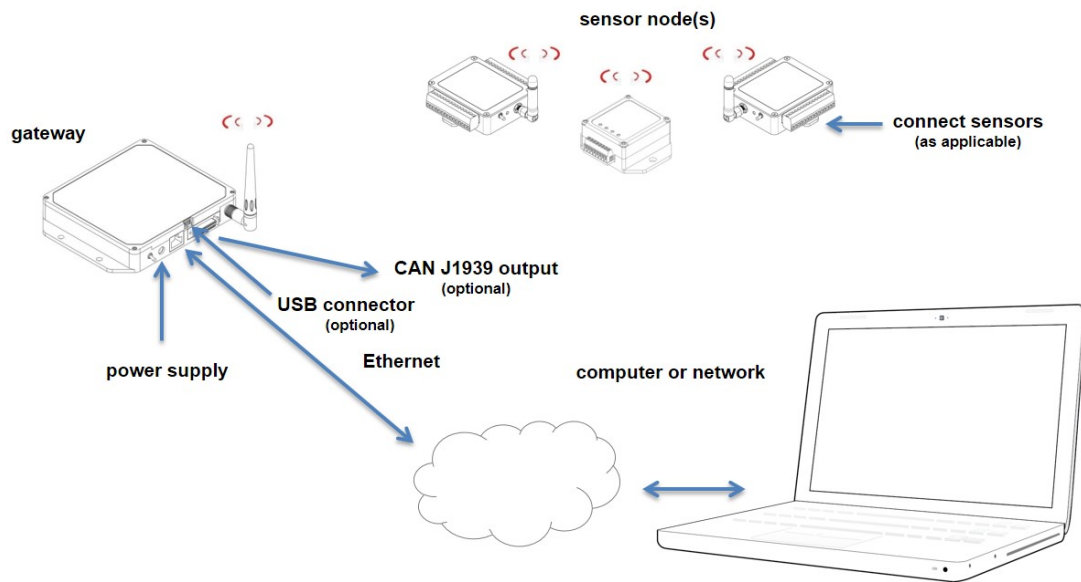 sensor node(s)
gateway
connect sensors
(as applicable)
CAN J1939 output
(optional)
USB connector
(optional)
Ethernet
power supply
computer or network